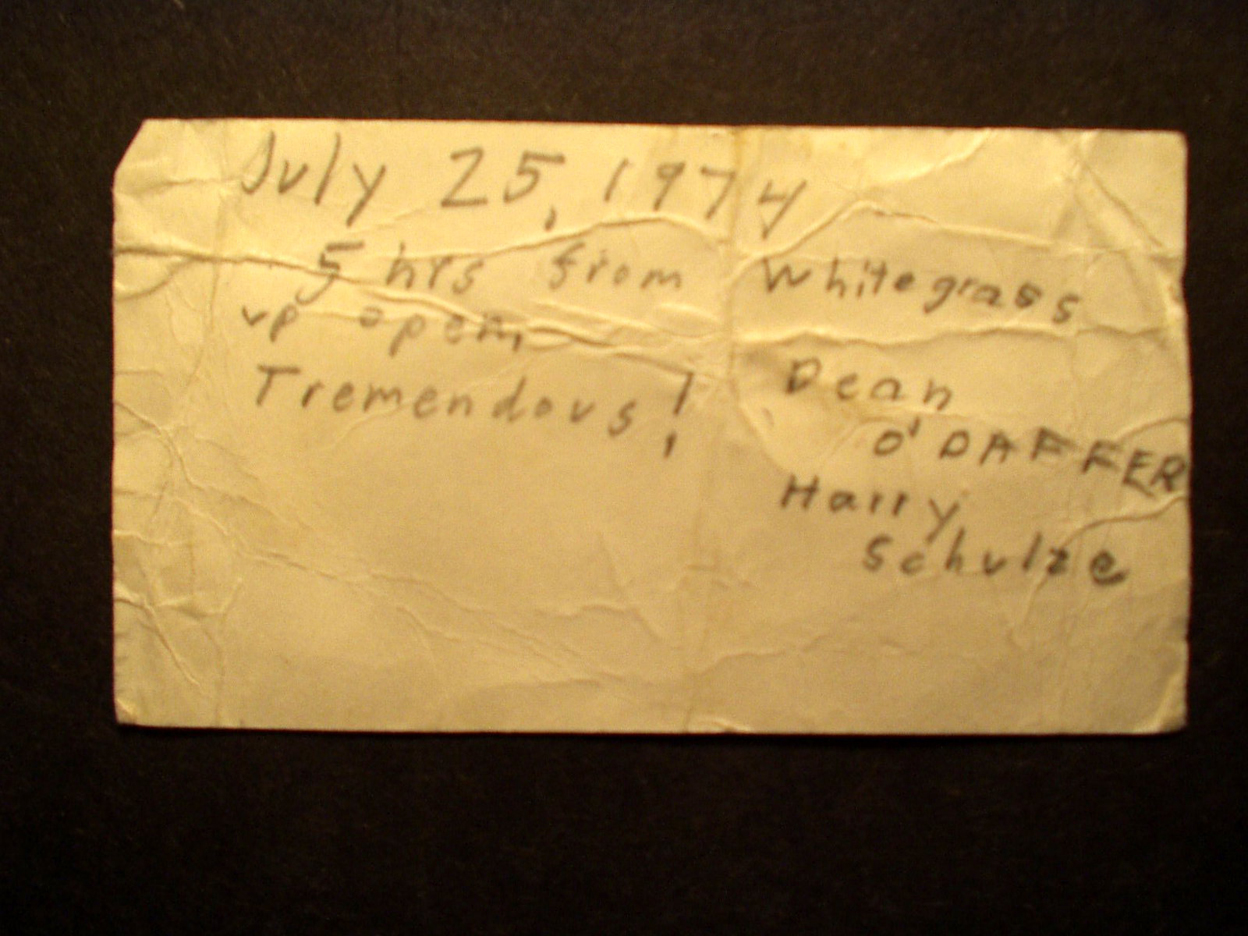 July 25, 1974
5 hrs from Whitegrass
up open,
Tremendous!
Dean
O'DAFFER
Harry
Schulze